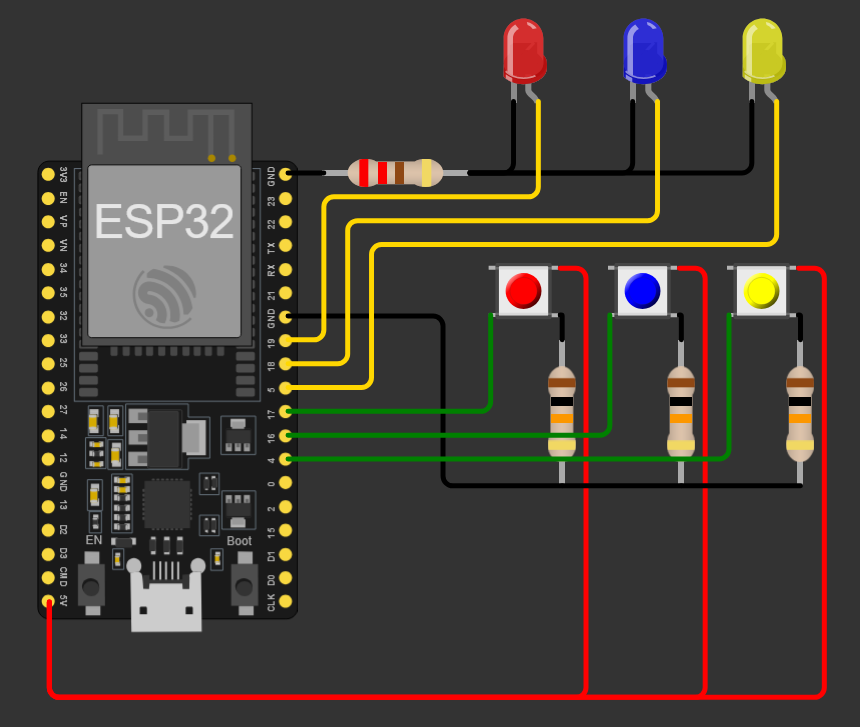 ESP32
3V3
EN
VP
VN
34
35
32
33
25
26
27
14
12
GND
13
D2
D3
CMD
5V
GND
23
22
TX
RX
21
GND
19
18
5
17
16
4
0
2
15
D1
D0
CLK
EN
Boot